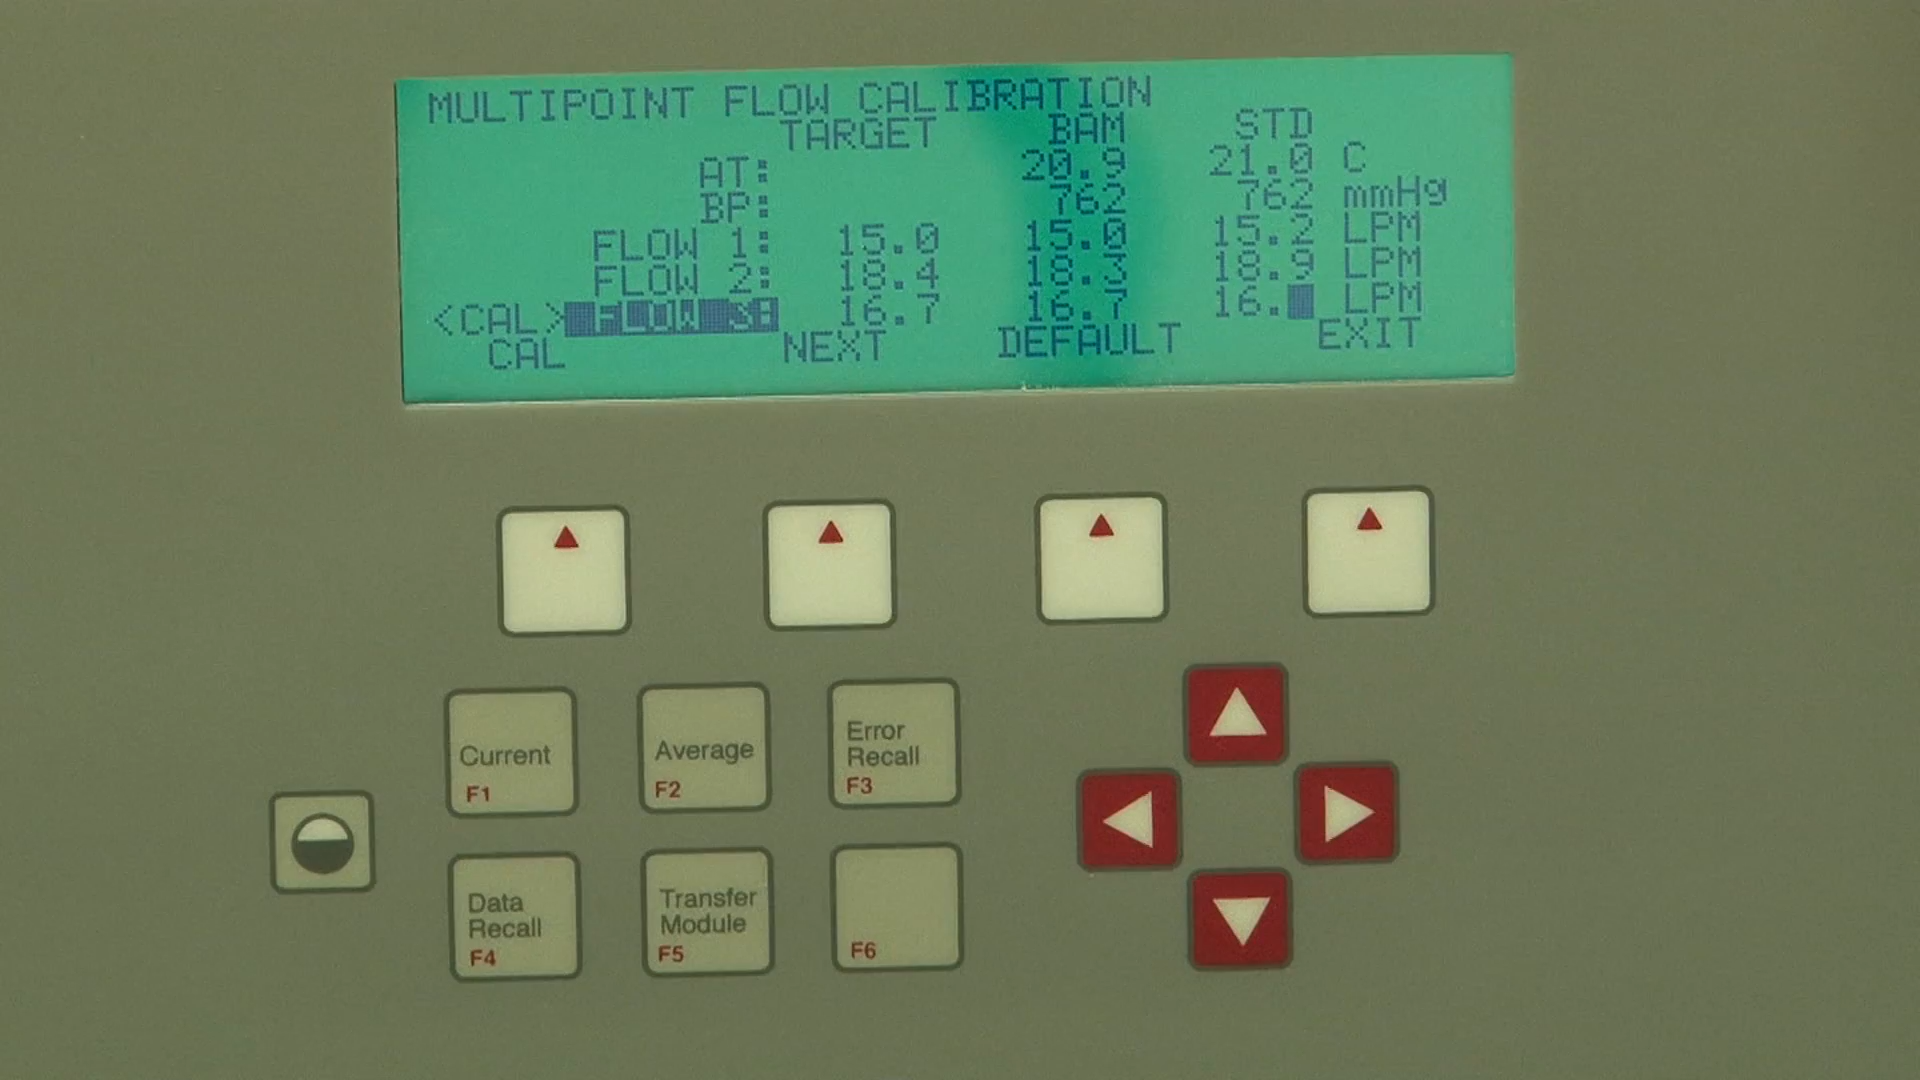 MULTIPOINT FLOW CALIBRATION
TARGET BAM STD
AT: 20.9 21.0 C
BP: 762 762 mmHg
FLOW 1: 15.0 15.0 15.2 LPM
FLOW 2: 18.4 18.3 18.9 LPM
<CAL> FLOW 3: 16.7 16.7 16. LPM
CAL NEXT DEFAULT EXIT
Current
F1
Average
F2
Error
Recall
F3
Data
Recall
F4
Transfer
Module
F5
F6